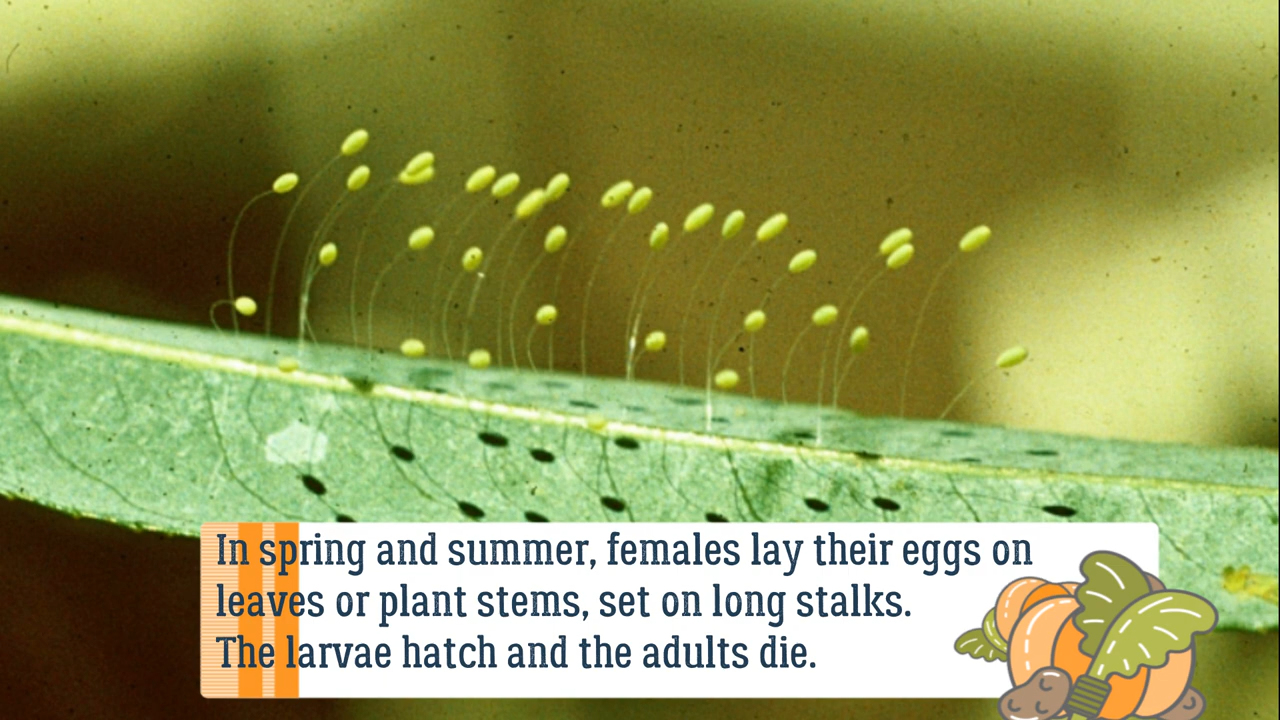 In spring and summer, females lay their eggs on
leaves or plant stems, set on long stalks.
The larvae hatch and the adults die.